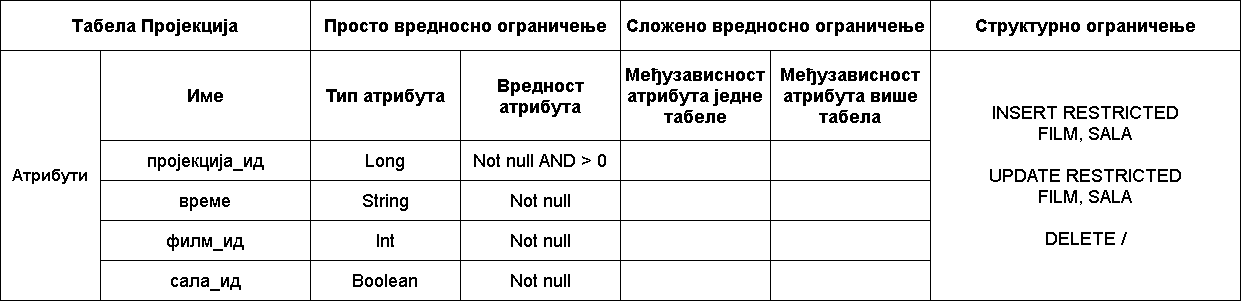 Табела Пројекција
Просто вредносно ограничење
Сложено вредносно ограничење
Структурно ограничење
Атрибути
Име
Тип атрибута
Вредност
атрибута
Међузависност
атрибута једне
табеле
Међузависност
атрибута више
табела
пројекција_ид
Long
Not null AND > 0
време
String
Not null
филм_ид
Int
Not null
сала_ид
Boolean
Not null
INSERT RESTRICTED
FILM, SALA
UPDATE RESTRICTED
FILM, SALA
DELETE /